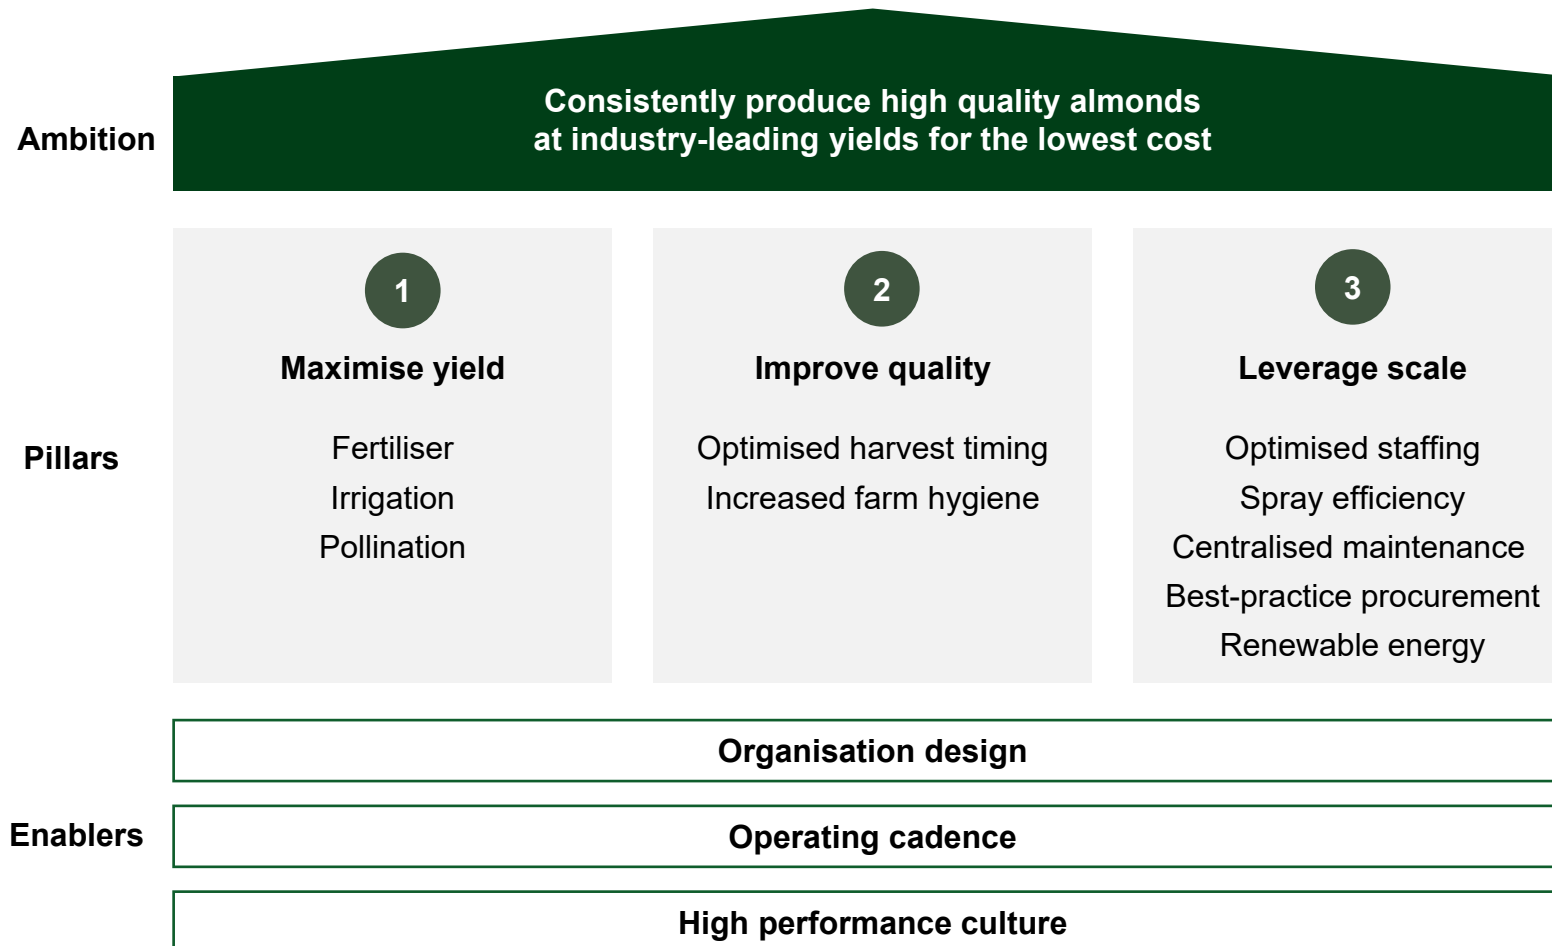 Ambition
Consistently produce high quality almonds
at industry-leading yields for the lowest cost
Pillars
1
Maximise yield
Fertiliser
Irrigation
Pollination
2
Improve quality
Optimised harvest timing
Increased farm hygiene
3
Leverage scale
Optimised staffing
Spray efficiency
Centralised maintenance
Best-practice procurement
Renewable energy
Enablers
Organisation design
Operating cadence
High performance culture